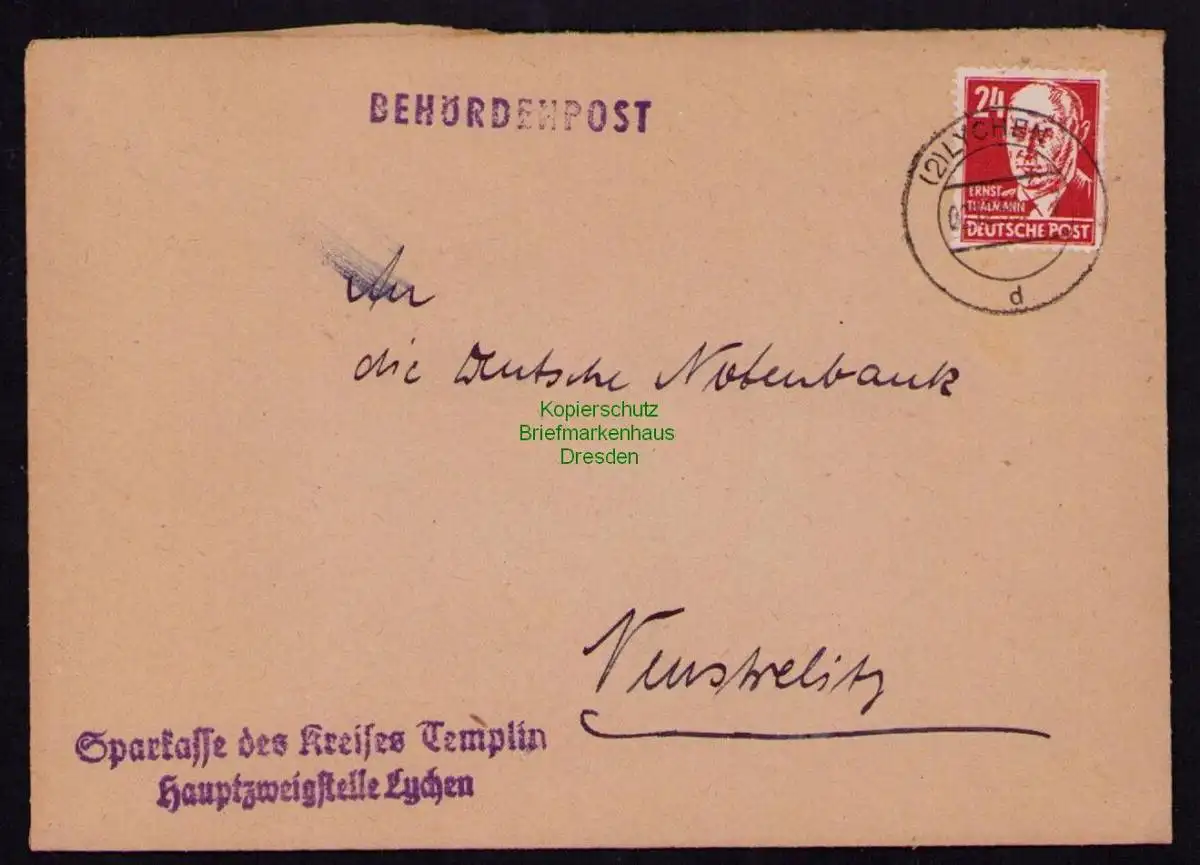 BEHÖRDENPOST
24
ERNST
THÄLMANN
DEUTSCHE POST
(2) LYCHEN
d
An
die Deutsche Notenbank
Kopierschutz
Briefmarkenhaus
Dresden
Neustrelitz
Sparkasse des Kreises Templin
Hauptzweigstelle Lychen